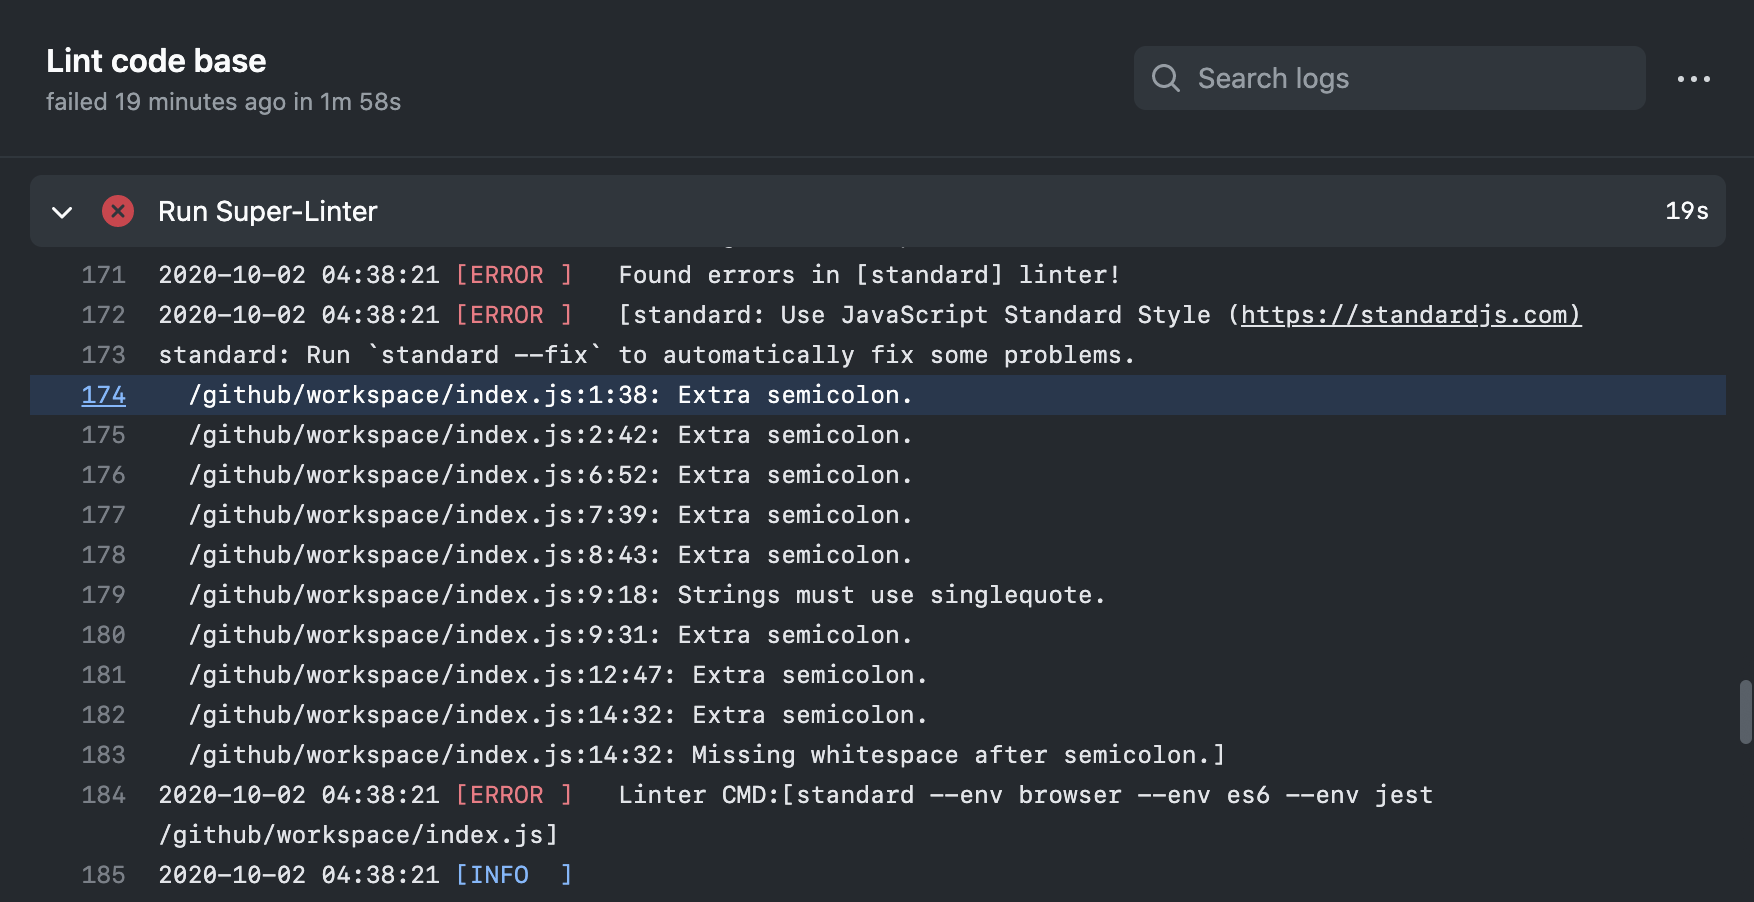 Lint code base
failed 19 minutes ago in 1m 58s
Search logs
Run Super-Linter 19s
171 2020-10-02 04:38:21 [ERROR ] Found errors in [standard] linter!
172 2020-10-02 04:38:21 [ERROR ] [standard: Use JavaScript Standard Style (https://standardjs.com)
173 standard: Run `standard --fix` to automatically fix some problems.
174 /github/workspace/index.js:1:38: Extra semicolon.
175 /github/workspace/index.js:2:42: Extra semicolon.
176 /github/workspace/index.js:6:52: Extra semicolon.
177 /github/workspace/index.js:7:39: Extra semicolon.
178 /github/workspace/index.js:8:43: Extra semicolon.
179 /github/workspace/index.js:9:18: Strings must use singlequote.
180 /github/workspace/index.js:9:31: Extra semicolon.
181 /github/workspace/index.js:12:47: Extra semicolon.
182 /github/workspace/index.js:14:32: Extra semicolon.
183 /github/workspace/index.js:14:32: Missing whitespace after semicolon.]
184 2020-10-02 04:38:21 [ERROR ] Linter CMD:[standard --env browser --env es6 --env jest
/github/workspace/index.js]
185 2020-10-02 04:38:21 [INFO ]